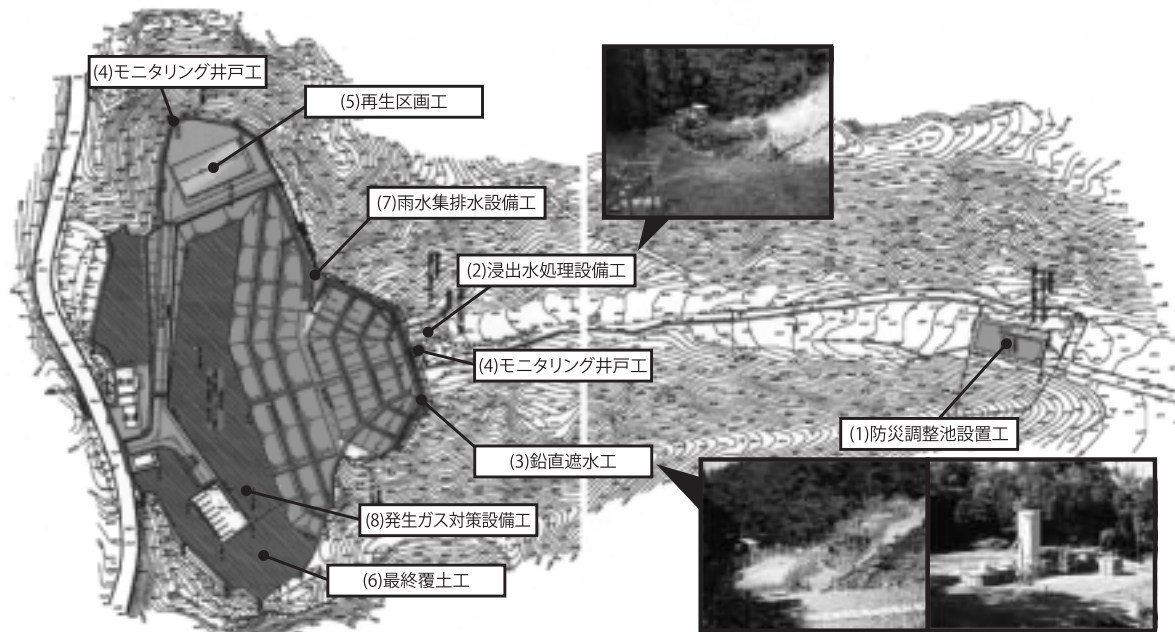 (4)モニタリング井戸工
(5)再生区画工
(7)雨水集排水設備工
(2)浸出水処理設備工
(4)モニタリング井戸工
(1)防災調整池設置工
(3)鉛直遮水工
(8)発生ガス対策設備工
(6)最終覆土工